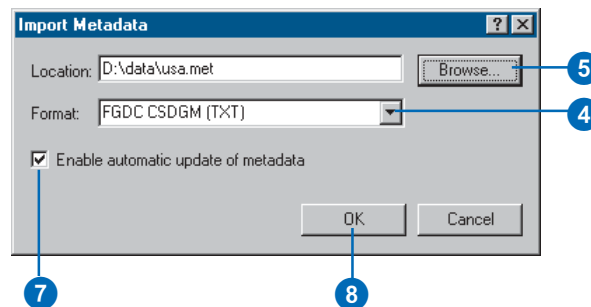 Import Metadata
Location: D:\data\usa.met Browse... 5
Format: FGDC CSDGM (TXT) 4
Enable automatic update of metadata
OK Cancel
7 8